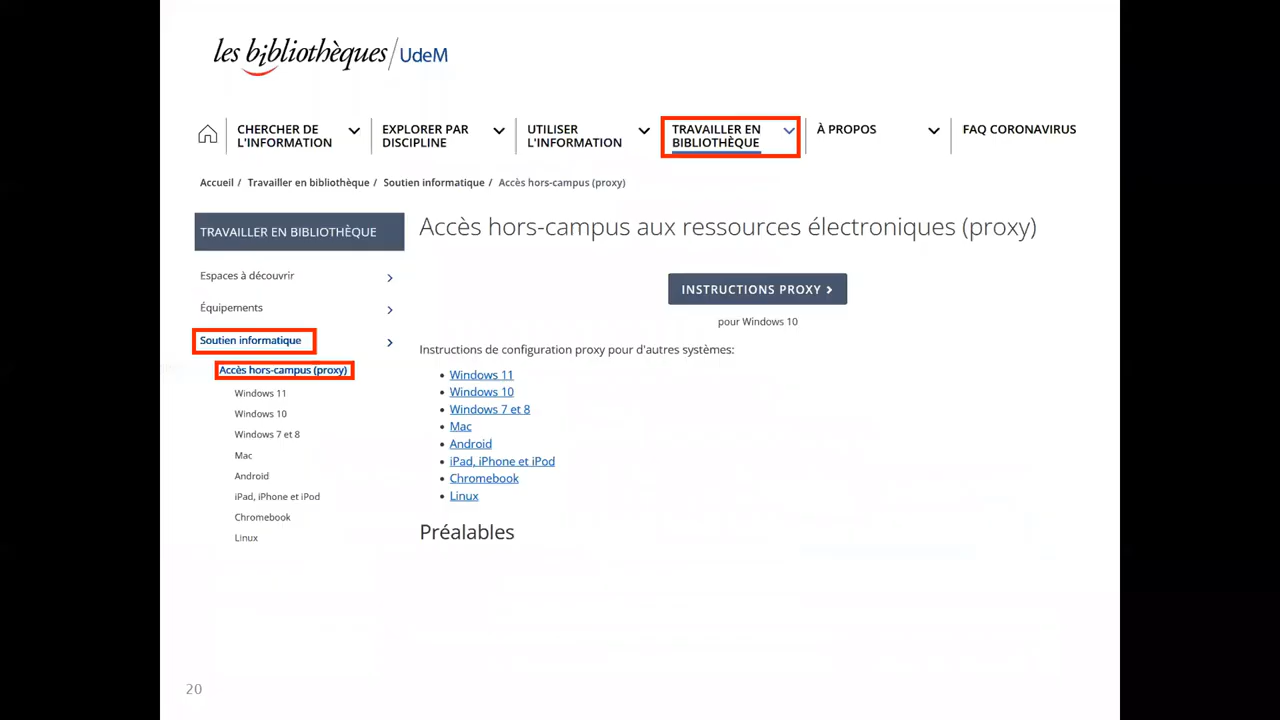 les bibliothèques/UdeM
CHERCHER DE
L'INFORMATION
EXPLORER PAR
DISCIPLINE
UTILISER
L'INFORMATION
TRAVAILLER EN
BIBLIOTHÈQUE
À PROPOS
FAQ CORONAVIRUS
Accueil / Travailler en bibliothèque / Soutien informatique / Accès hors-campus (proxy)
TRAVAILLER EN BIBLIOTHÈQUE
Espaces à découvrir
Équipements
Soutien informatique
Accès hors-campus (proxy)
Windows 11
Windows 10
Windows 7 et 8
Mac
Android
iPad, iPhone et iPod
Chromebook
Linux
Accès hors-campus aux ressources électroniques (proxy)
INSTRUCTIONS PROXY
pour Windows 10
Instructions de configuration proxy pour d'autres systèmes:
Windows 11
Windows 10
Windows 7 et 8
Mac
Android
iPad, iPhone et iPod
Chromebook
Linux
Préalables
20